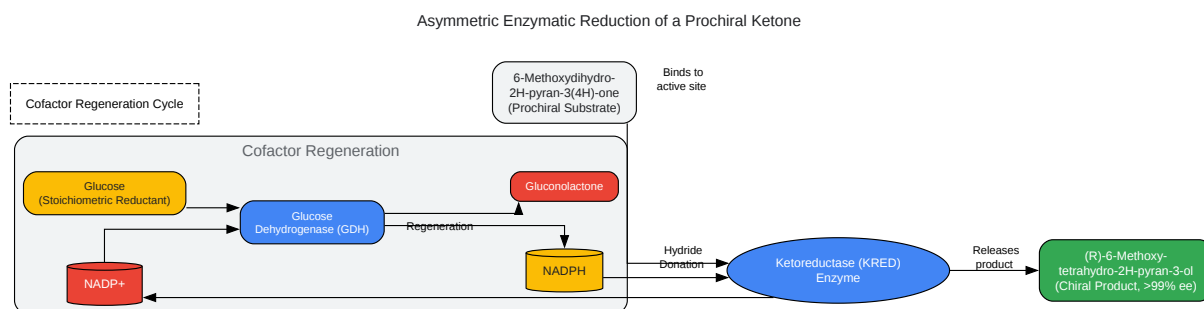 Asymmetric Enzymatic Reduction of a Prochiral Ketone
6-Methoxydihydro-
2H-pyran-3(4H)-one
(Prochiral Substrate)
Binds to
active site
Cofactor Regeneration Cycle
Cofactor Regeneration
Glucose
(Stoichiometric Reductant)
Gluconolactone
Glucose
Dehydrogenase (GDH)
Regeneration
NADP+
NADPH
Hydride
Donation
Ketoreductase (KRED)
Enzyme
Releases
product
(R)-6-Methoxy-
tetrahydro-2H-pyran-3-ol
(Chiral Product, >99% ee)